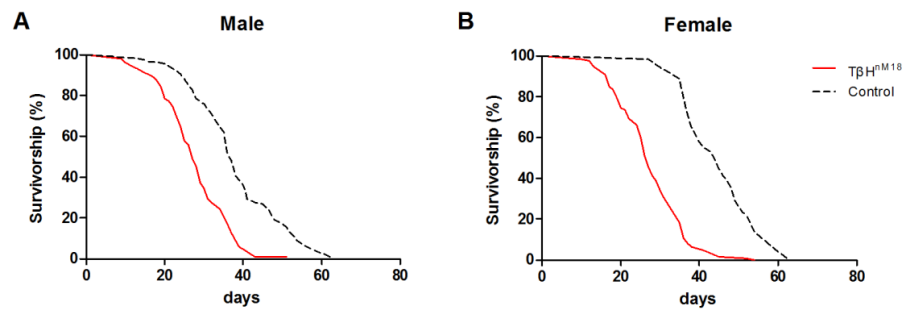 A
Male
Survivorship (%)
100
80
60
40
20
0
0 20 40 60 80
days
B
Female
Survivorship (%)
100
80
60
40
20
0
0 20 40 60 80
days
TβH^nM18
Control